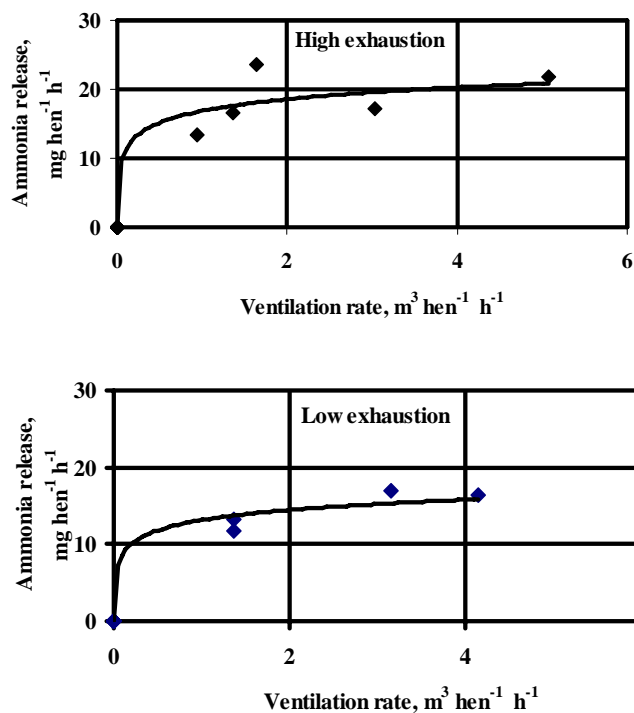 High exhaustion
Ammonia release,
mg hen⁻¹ h⁻¹
30
20
10
0
0 2 4 6
Ventilation rate, m³ hen⁻¹ h⁻¹
Low exhaustion
Ammonia release,
mg hen⁻¹ h⁻¹
30
20
10
0
0 2 4
Ventilation rate, m³ hen⁻¹ h⁻¹